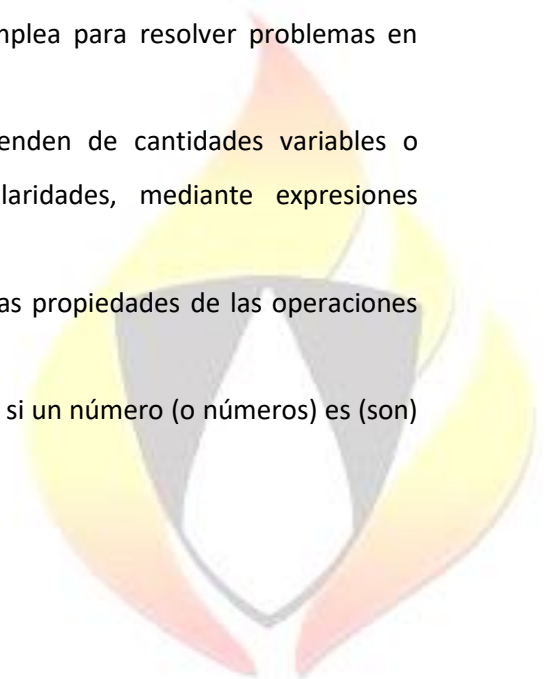 plea para resolver problemas en
enden de cantidades variables o
laridades, mediante expresiones
as propiedades de las operaciones
si un número (o números) es (son)